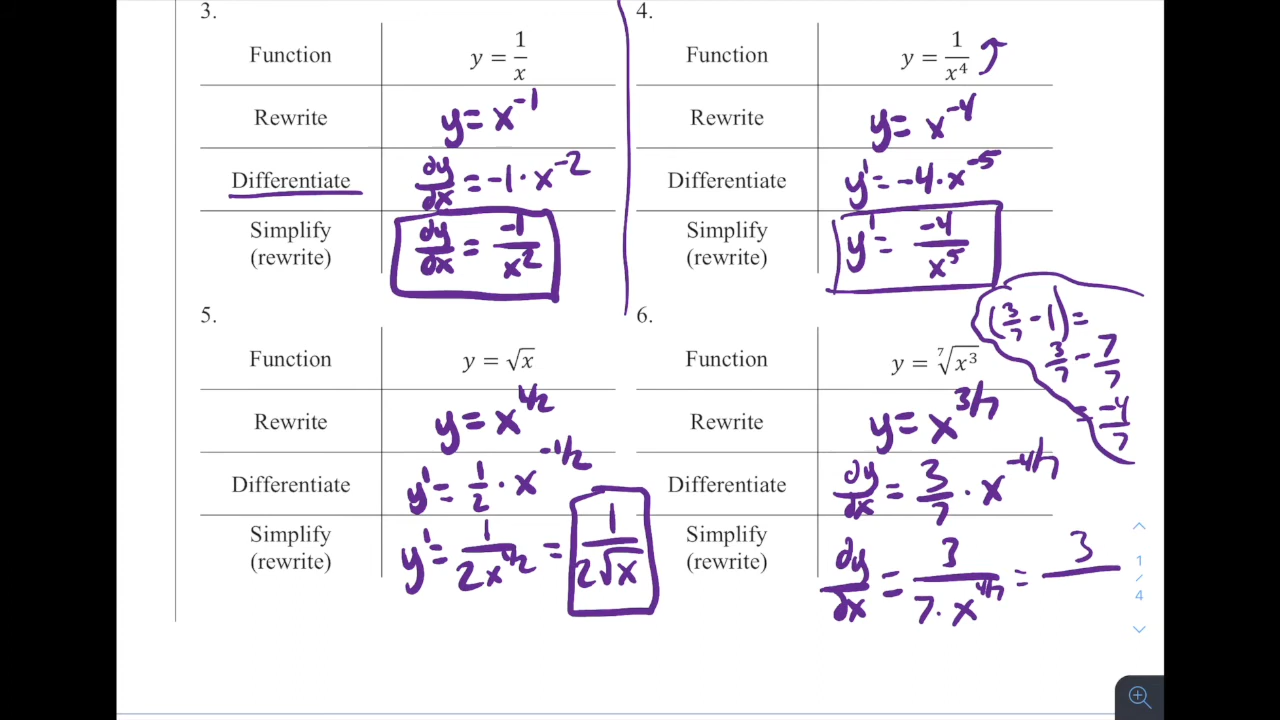 3.
Function y = 1/x
Rewrite y = x^-1
Differentiate dy/dx = -1 · x^-2
Simplify (rewrite) dy/dx = -1/x^2
4.
Function y = 1/x^4
Rewrite y = x^-4
Differentiate y' = -4 · x^-5
Simplify (rewrite) y' = -4/x^5
5.
Function y = √x
Rewrite y = x^1/2
Differentiate y' = 1/2 · x^-1/2
Simplify (rewrite) y' = 1/2x^1/2 = 1/2√x
6.
Function y = ⁷√x^3
Rewrite y = x^3/7
Differentiate dy/dx = 3/7 · x^-4/7
Simplify (rewrite) dy/dx = 3/7 · x^4/7 = 3
(3/7 - 1) =
3/7 - 7/7
= -4/7
1
/
4